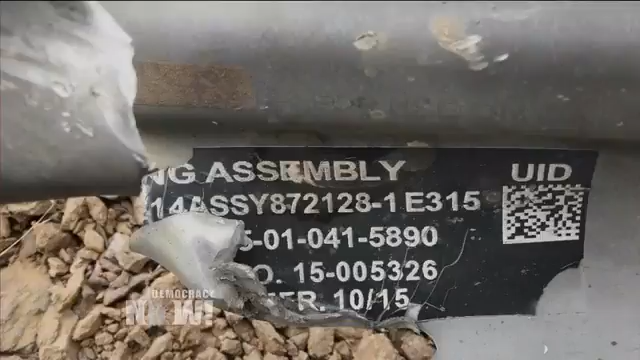 NG ASSEMBLY
UID
14ASSY872128-1 E315
5-01-041-5890
O. 15-005326
ER. 10/15
DEMOCRACY
NOW!